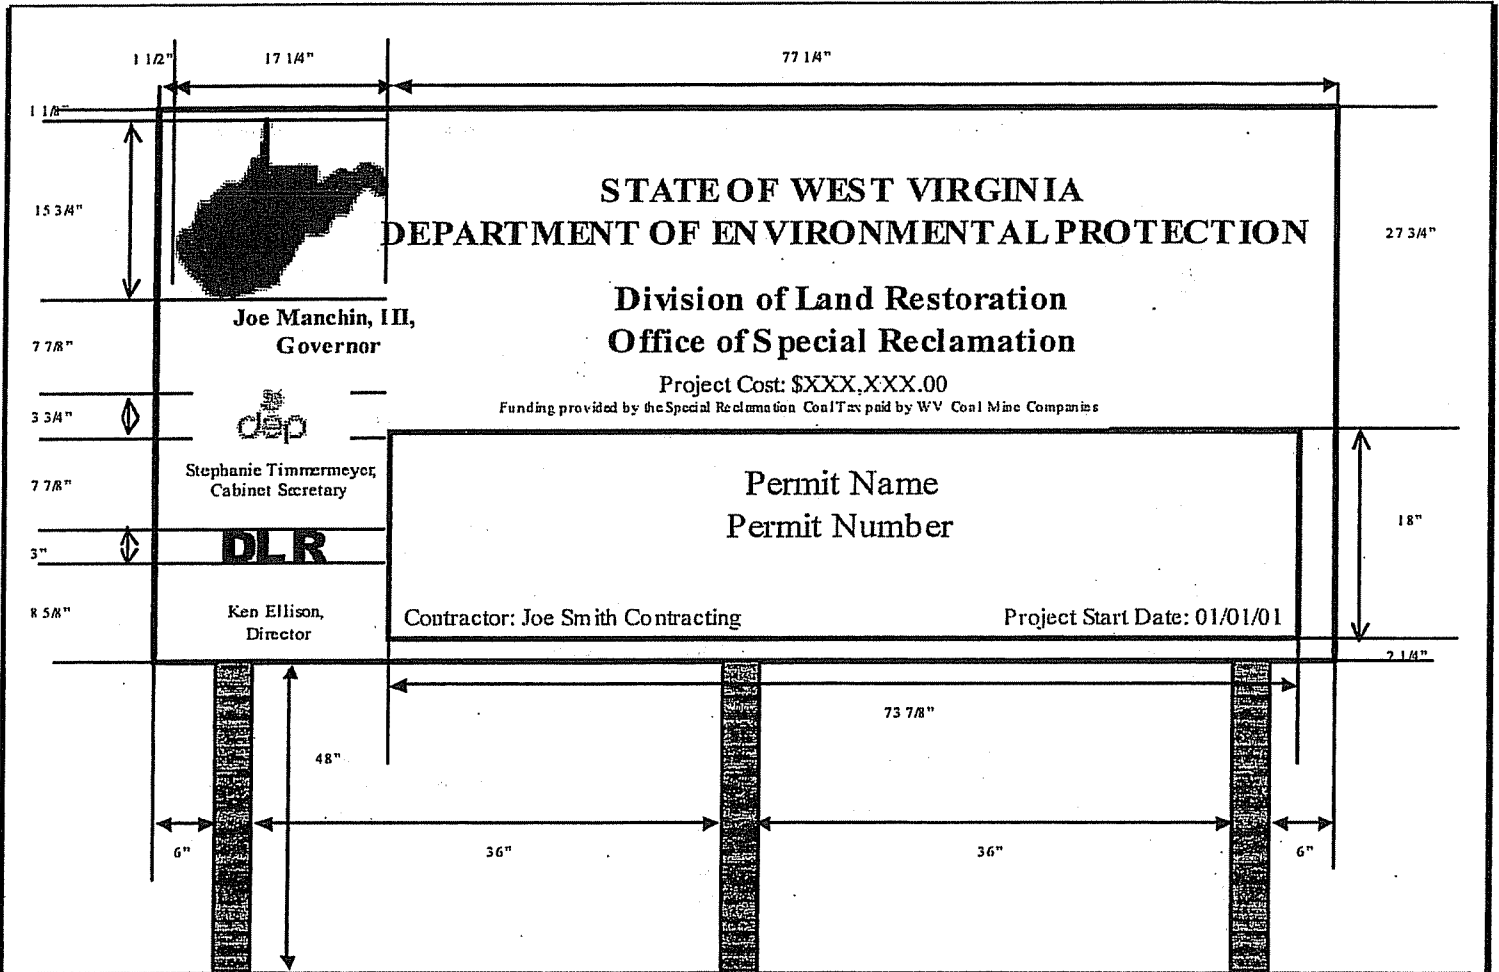 1 1/2" 17 1/4" 77 1/4"
1 1/8"
15 3/4"
STATE OF WEST VIRGINIA
DEPARTMENT OF ENVIRONMENTAL PROTECTION
27 3/4"
Division of Land Restoration
Office of Special Reclamation
Joe Manchin, III,
Governor
7 7/8"
Project Cost: $XXX,XXX.00
Funding provided by the Special Reclamation Coal Tax paid by WV Coal Mine Companies
3 3/4"
dep
Stephanie Timmermeyer,
Cabinet Secretary
7 7/8"
Permit Name
Permit Number
18"
DLR
3"
8 5/8"
Ken Ellison,
Director
Contractor: Joe Smith Contracting Project Start Date: 01/01/01
2 1/4"
73 7/8"
48"
6" 36" 36" 6"